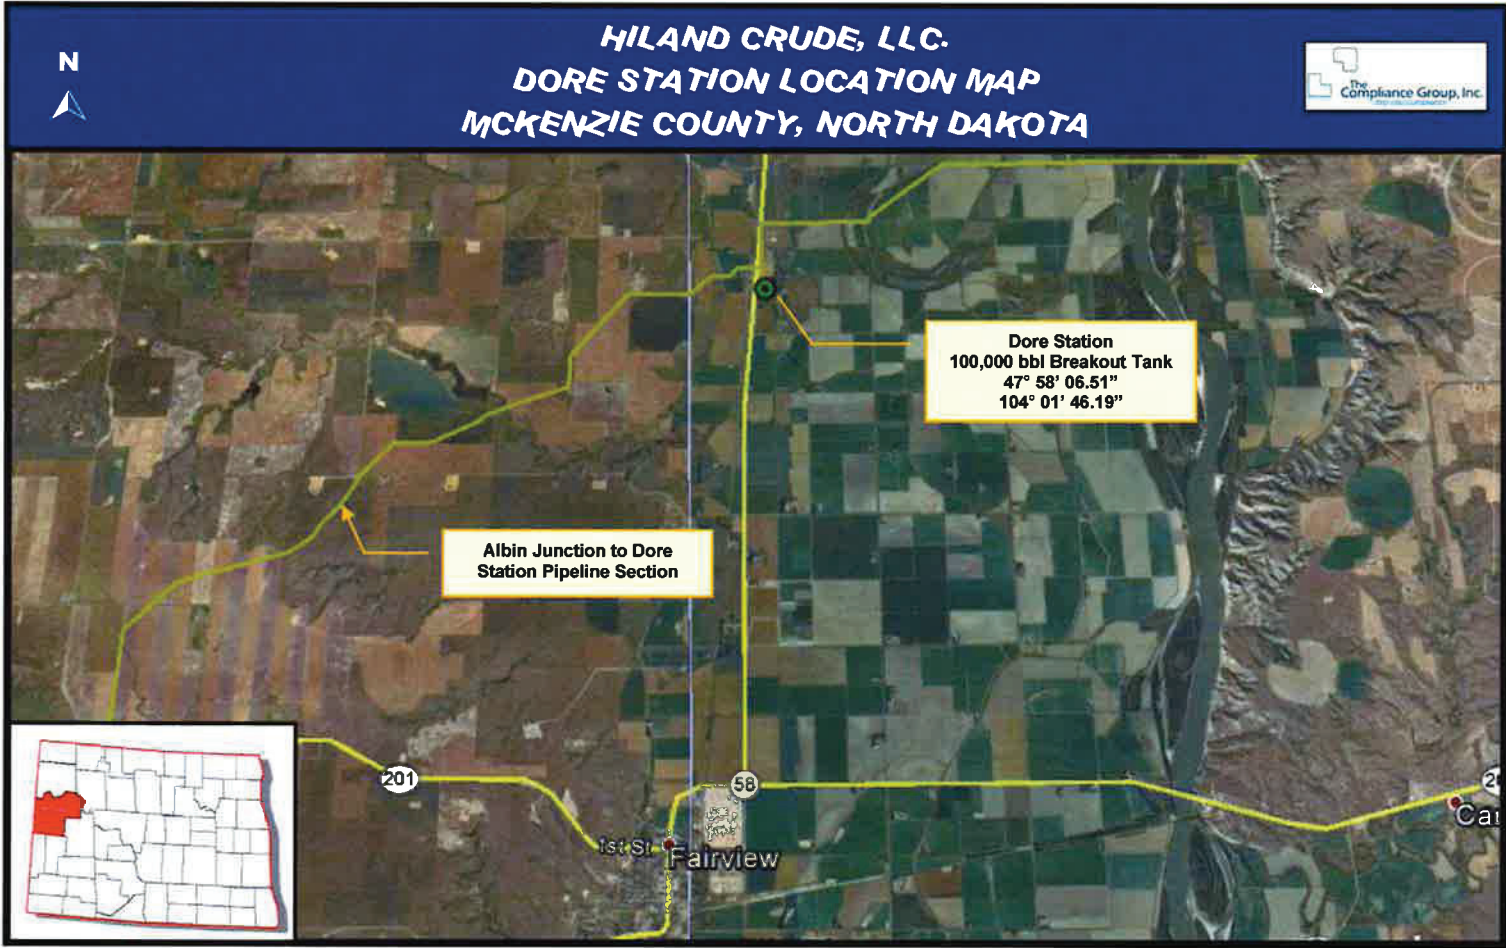 HILAND CRUDE, LLC.
DORE STATION LOCATION MAP
MCKENZIE COUNTY, NORTH DAKOTA
N
The
Compliance Group, Inc.
Dore Station
100,000 bbl Breakout Tank
47° 58' 06.51”
104° 01' 46.19”
Albin Junction to Dore
Station Pipeline Section
201
58
1st St
Fairview